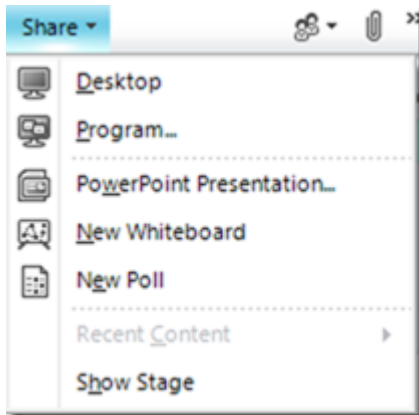 Share
Desktop
Program...
PowerPoint Presentation...
New Whiteboard
New Poll
Recent Content
Show Stage